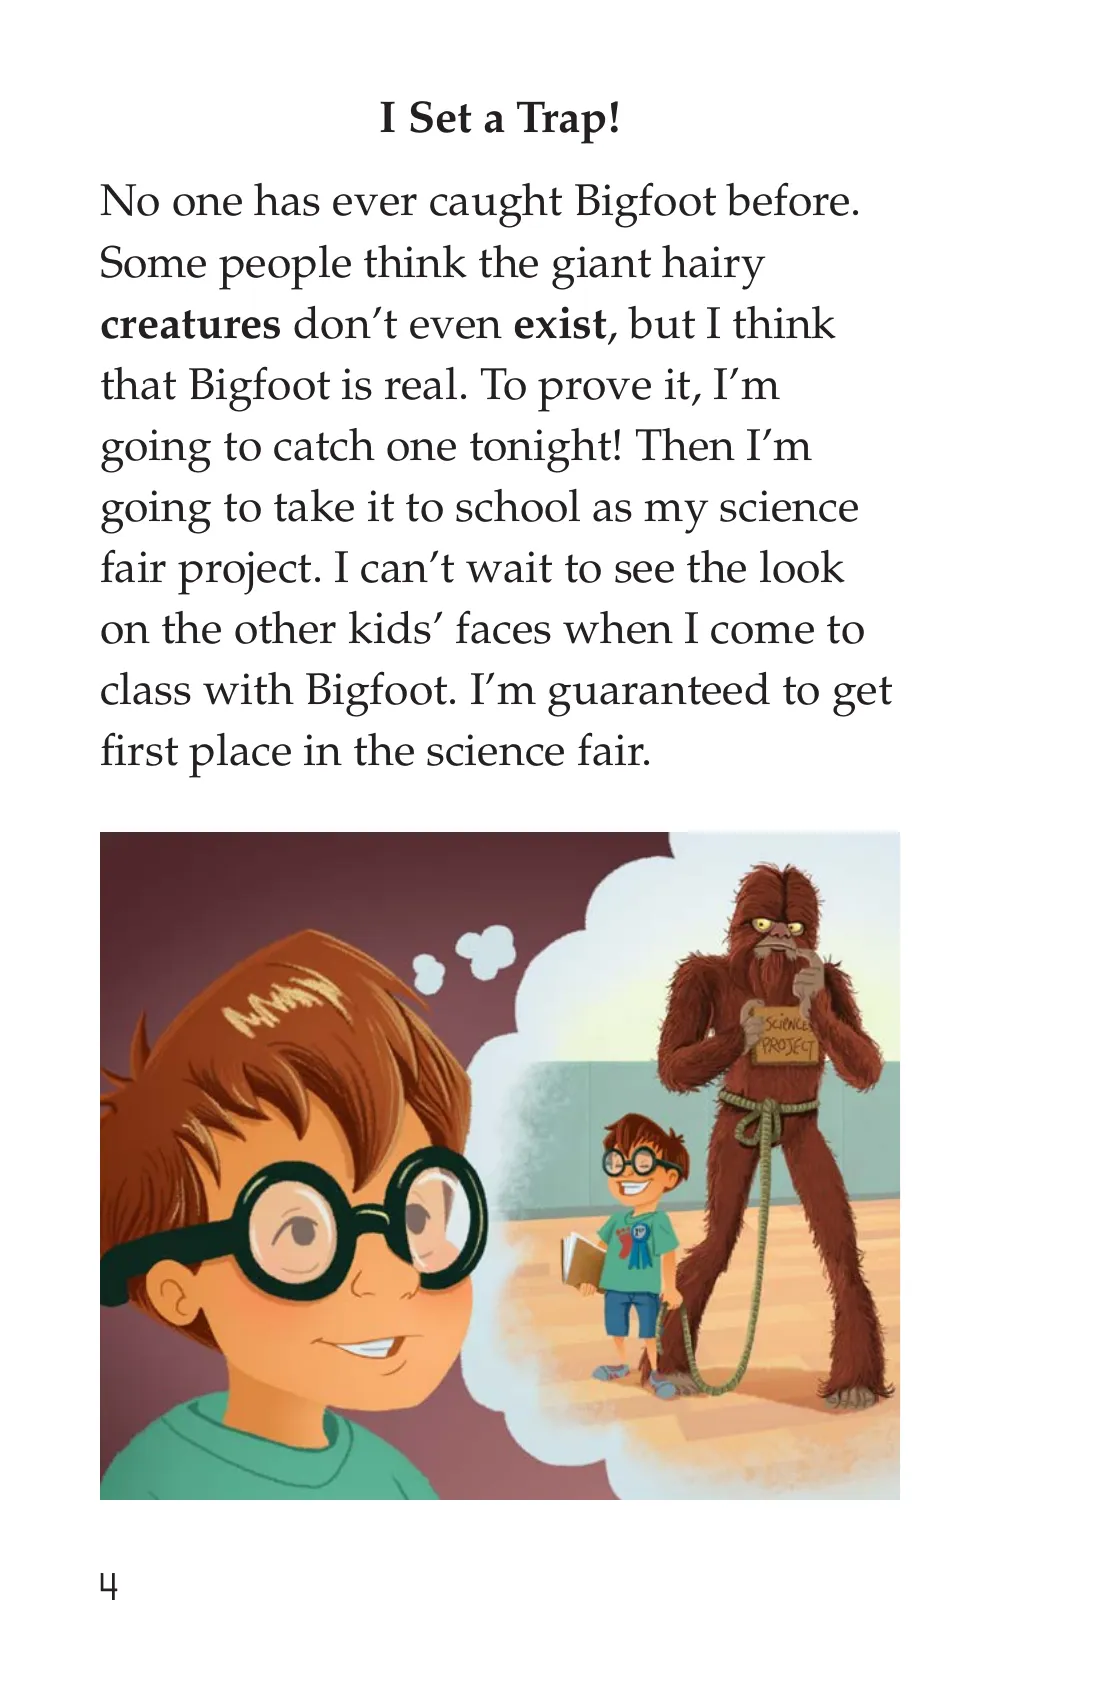 I Set a Trap!
No one has ever caught Bigfoot before.
Some people think the giant hairy
creatures don’t even exist, but I think
that Bigfoot is real. To prove it, I’m
going to catch one tonight! Then I’m
going to take it to school as my science
fair project. I can’t wait to see the look
on the other kids’ faces when I come to
class with Bigfoot. I’m guaranteed to get
first place in the science fair.
SCIENCE
PROJECT
4